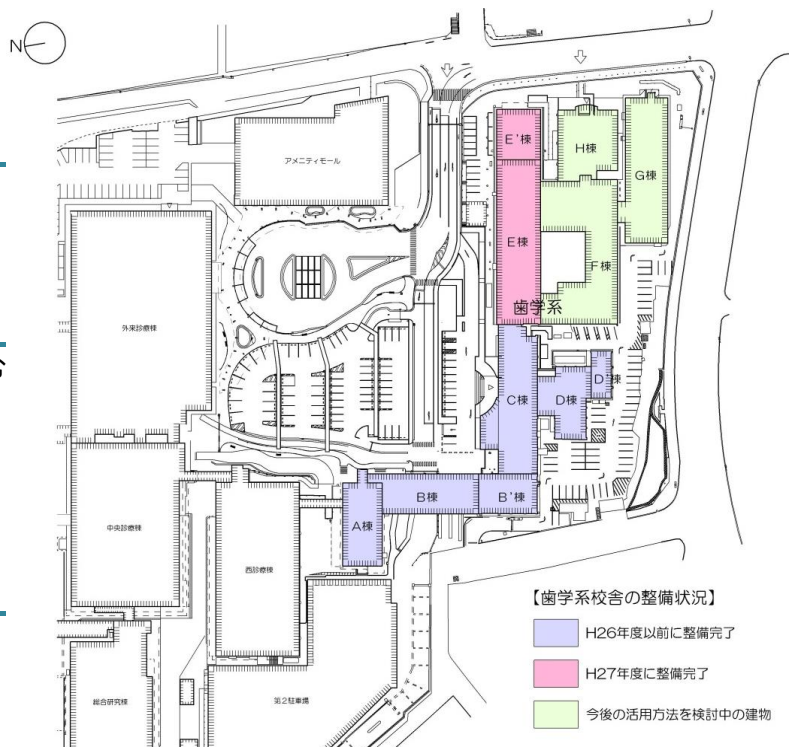 N
アメニティモール
E'棟
H棟
G棟
E棟
F棟
歯学系
外来診療棟
C棟
D棟
D'棟
中央診療棟
西診療棟
A棟
B棟
B'棟
総合研究棟
第2駐車場
【歯学系校舎の整備状況】
H26年度以前に整備完了
H27年度に整備完了
今後の活用方法を検討中の建物